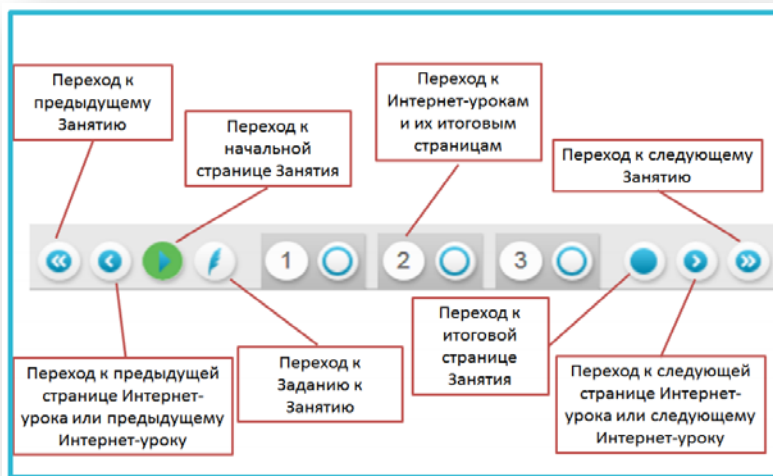 Переход к
предыдущему
Занятию
Переход к
начальной
странице Занятия
Переход к
Интернет-урокам
и их итоговым
страницам
Переход к следующему
Занятию
1
2
3
Переход к предыдущей
странице Интернет-
урока или предыдущему
Интернет-уроку
Переход к
Заданию к
Занятию
Переход к
итоговой
странице
Занятия
Переход к следующей
странице Интернет-
урока или следующему
Интернет-уроку